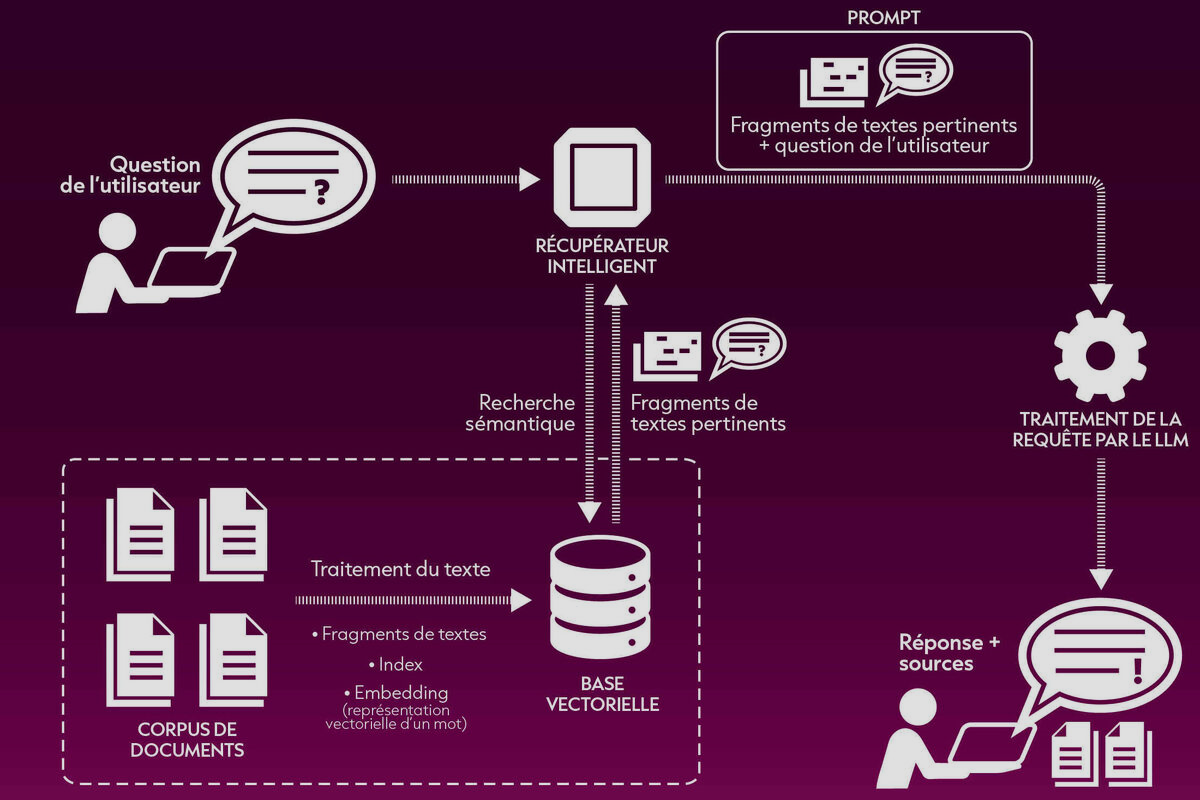 PROMPT
Fragments de textes pertinents
+ question de l'utilisateur
Question
de l'utilisateur
?
?
RÉCUPÉRATEUR
INTELLIGENT
?
Recherche
sémantique
Fragments de
textes pertinents
TRAITEMENT DE LA
REQUÊTE PAR LE LLM
Traitement du texte
• Fragments de textes
• Index
• Embedding
(représentation
vectorielle d'un mot)
CORPUS DE
DOCUMENTS
BASE
VECTORIELLE
Réponse +
sources
!